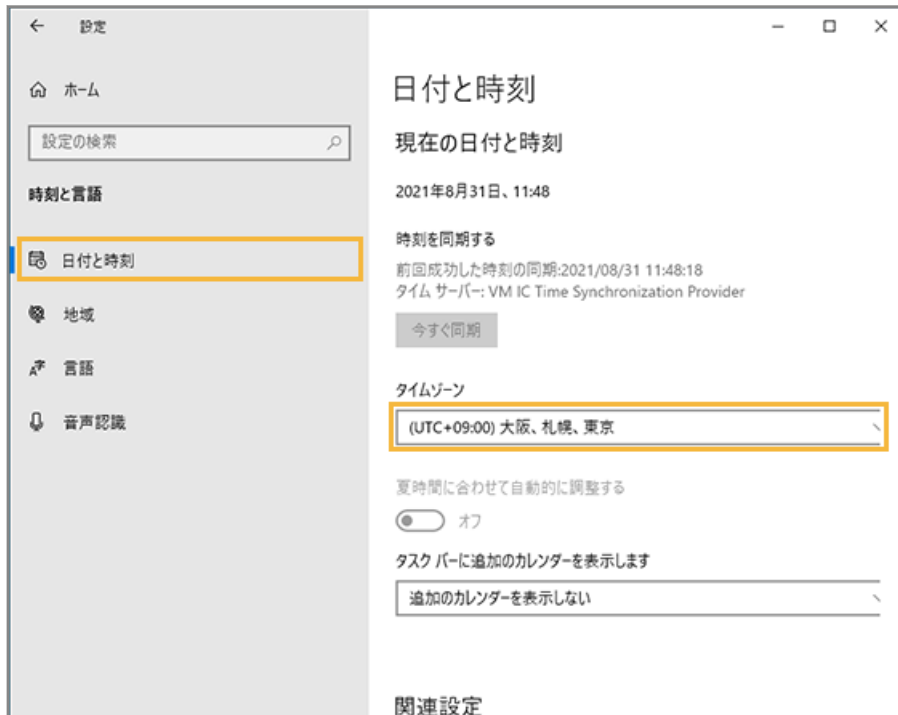 設定
ホーム
設定の検索
時刻と言語
日付と時刻
地域
言語
音声認識
日付と時刻
現在の日付と時刻
2021年8月31日、11:48
時刻を同期する
前回成功した時刻の同期:2021/08/31 11:48:18
タイム サーバー: VM IC Time Synchronization Provider
今すぐ同期
タイムゾーン
(UTC+09:00) 大阪、札幌、東京
夏時間に合わせて自動的に調整する
オフ
タスク バーに追加のカレンダーを表示します
追加のカレンダーを表示しない
関連設定